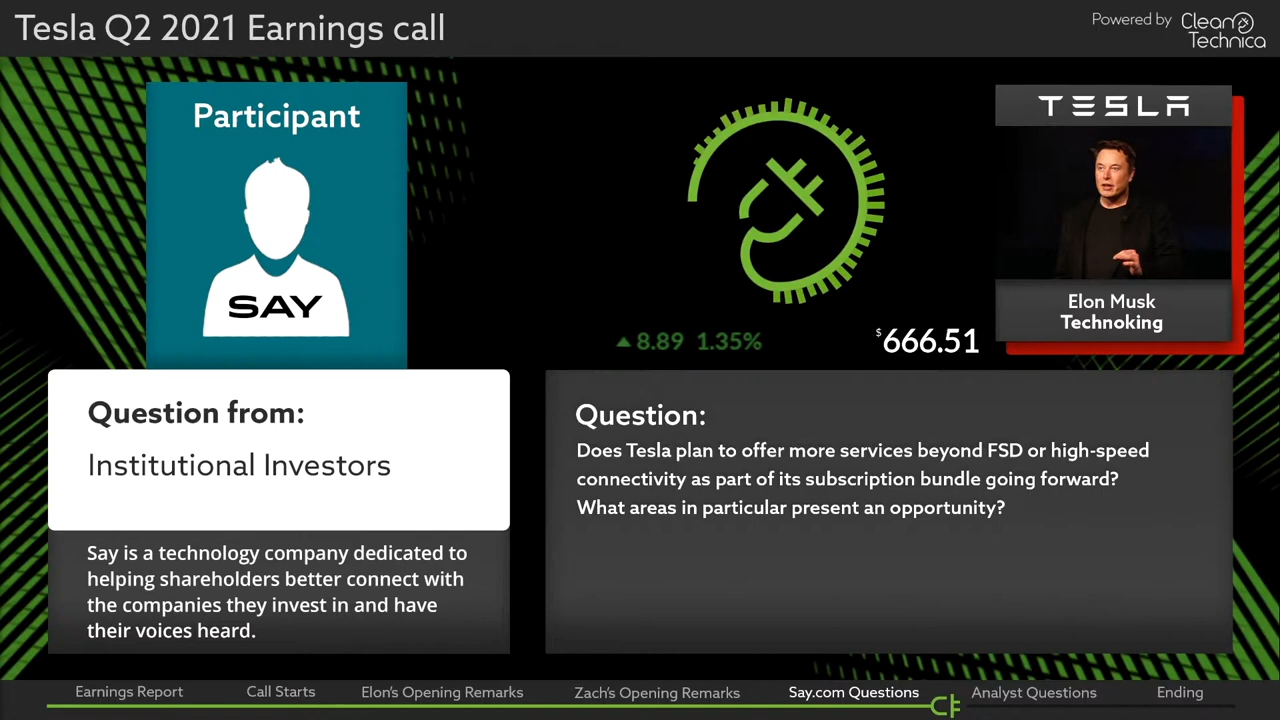 Tesla Q2 2021 Earnings call
Powered by
Clean
Technica
Participant
SAY
TESLA
Elon Musk
Technoking
▲ 8.89 1.35%
$666.51
Question from:
Institutional Investors
Say is a technology company dedicated to
helping shareholders better connect with
the companies they invest in and have
their voices heard.
Question:
Does Tesla plan to offer more services beyond FSD or high-speed
connectivity as part of its subscription bundle going forward?
What areas in particular present an opportunity?
Earnings Report Call Starts Elon's Opening Remarks Zach's Opening Remarks Say.com Questions Analyst Questions Ending